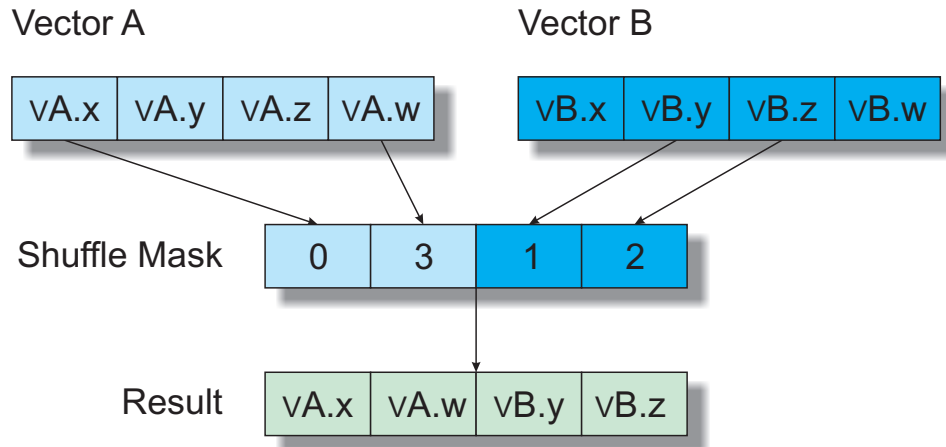 Vector A Vector B
vA.x vA.y vA.z vA.w vB.x vB.y vB.z vB.w
Shuffle Mask 0 3 1 2
Result vA.x vA.w vB.y vB.z